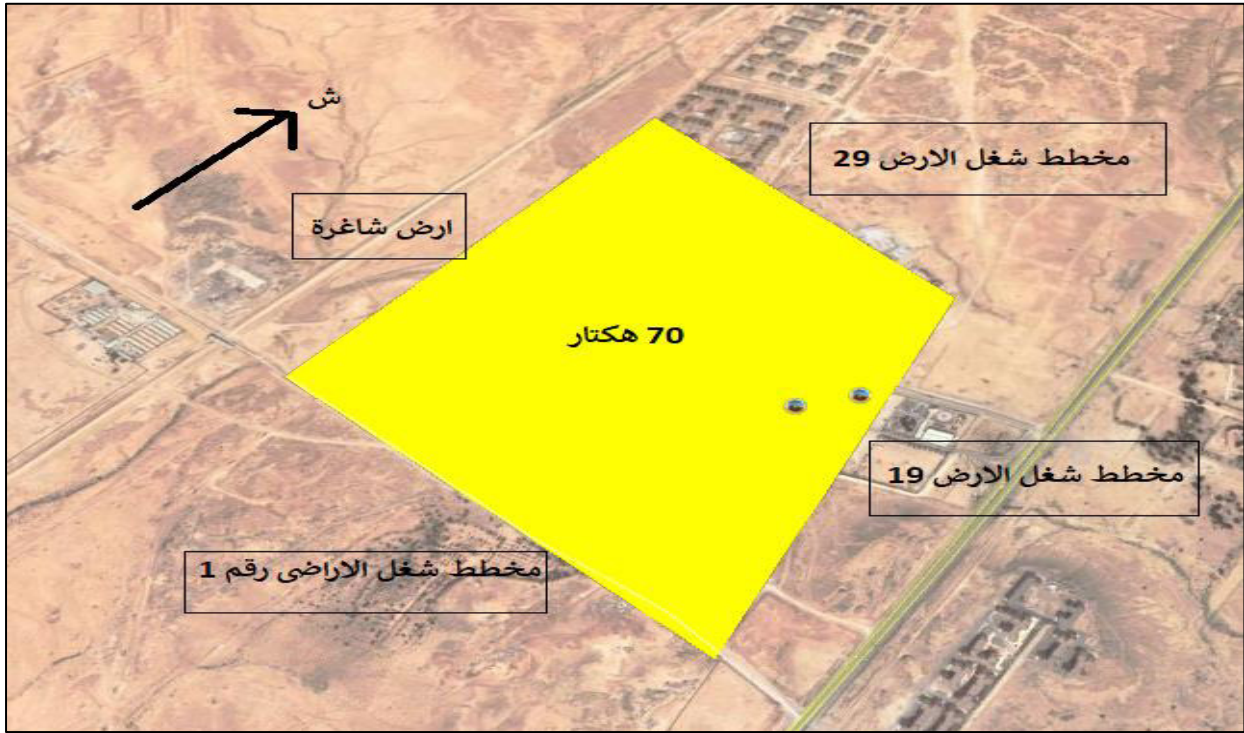 ش
مخطط شغل الارض 29
ارض شاغرة
70 هكتار
مخطط شغل الارض 19
مخطط شغل الاراضى رقم 1